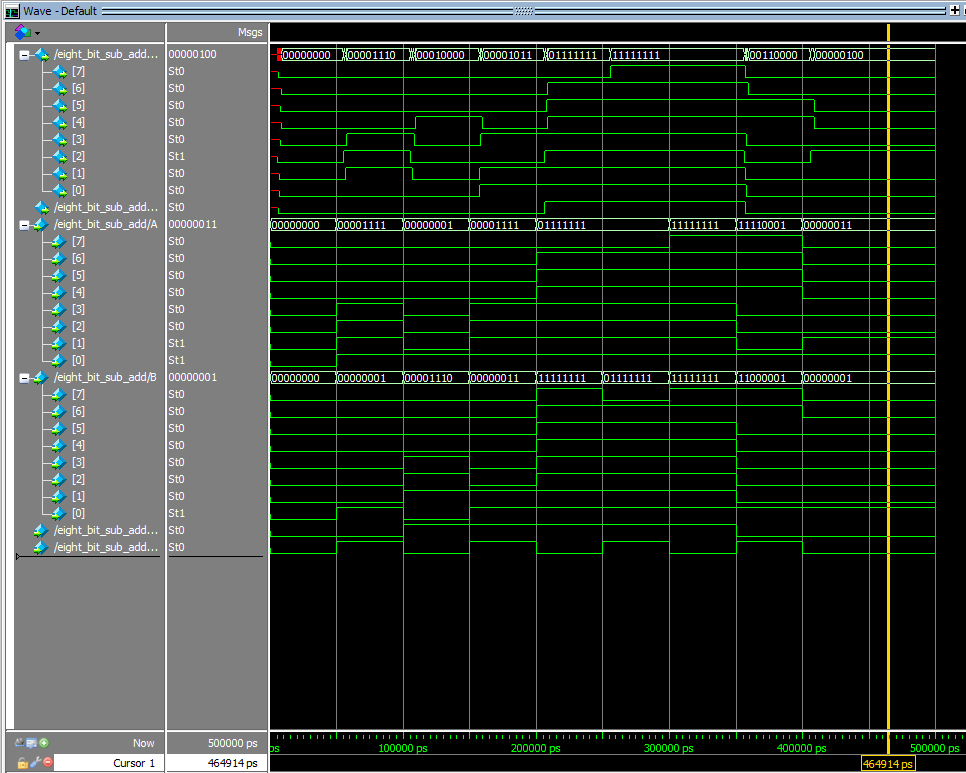 Wave - Default
Msgs
/eight_bit_sub_add... 00000100 00000000 00001110 00010000 00001011 01111111 11111111 00110000 00000100
[7] St0
[6] St0
[5] St0
[4] St0
[3] St0
[2] St1
[1] St0
[0] St0
/eight_bit_sub_add... St0
/eight_bit_sub_add/A 00000011 00000000 00001111 00000001 00001111 01111111 11111111 11110001 00000011
[7] St0
[6] St0
[5] St0
[4] St0
[3] St0
[2] St0
[1] St1
[0] St1
/eight_bit_sub_add/B 00000001 00000000 00000001 00001110 00000011 11111111 01111111 11111111 11000001 00000001
[7] St0
[6] St0
[5] St0
[4] St0
[3] St0
[2] St0
[1] St0
[0] St1
/eight_bit_sub_add... St0
/eight_bit_sub_add... St0
Now 500000 ps ps 100000 ps 200000 ps 300000 ps 400000 ps 500000 ps
Cursor 1 464914 ps 464914 ps